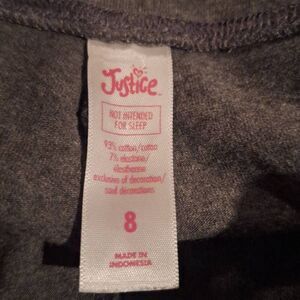 Justice
NOT INTENDED
FOR SLEEP
93% cotton/coton
7% elastane/
élasthanne
exclusive of decoration/
sauf décorations
8
MADE IN
INDONESIA